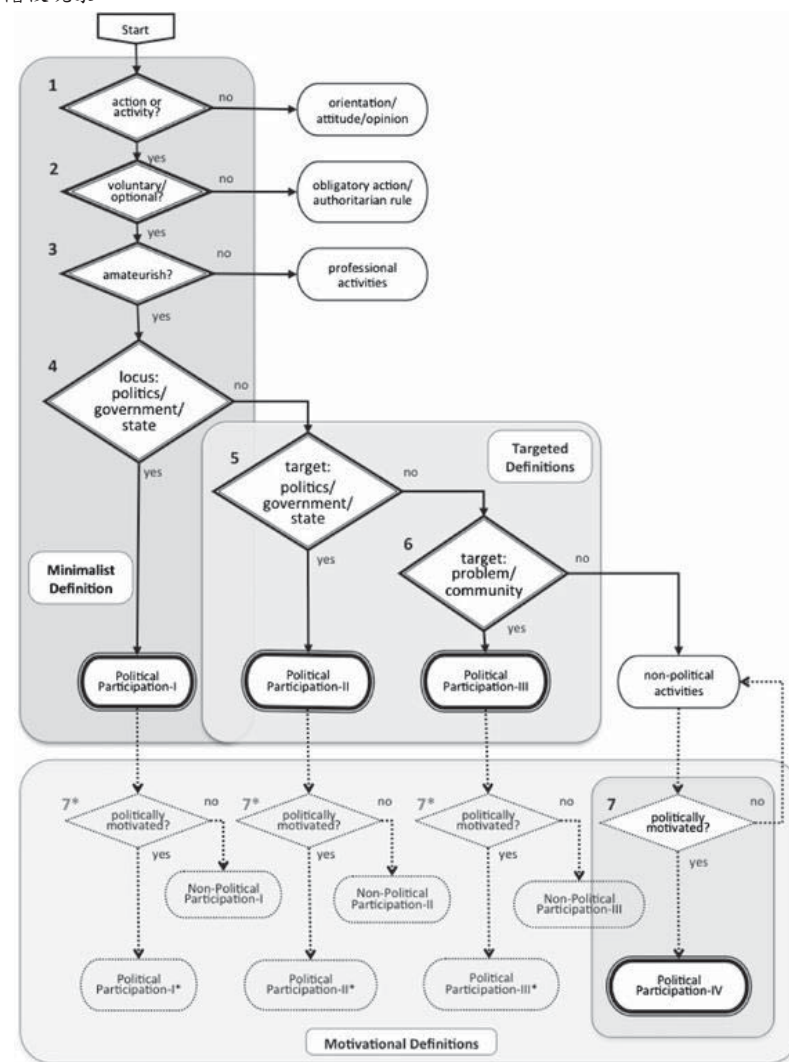 Start
1
action or
activity?
no
orientation/
attitude/opinion
yes
2
voluntary/
optional?
no
obligatory action/
authoritarian rule
yes
3
amateurish?
no
professional
activities
yes
4
locus:
politics/
government/
state
no
yes
Targeted
Definitions
5
target:
politics/
government/
state
no
yes
6
target:
problem/
community
no
yes
Minimalist
Definition
Political
Participation-I
Political
Participation-II
Political
Participation-III
non-political
activities
7*
politically
motivated?
no
yes
7*
politically
motivated?
no
yes
7*
politically
motivated?
no
yes
7
politically
motivated?
no
yes
Non-Political
Participation-I
Non-Political
Participation-II
Non-Political
Participation-III
Political
Participation-I*
Political
Participation-II*
Political
Participation-III*
Political
Participation-IV
Motivational Definitions